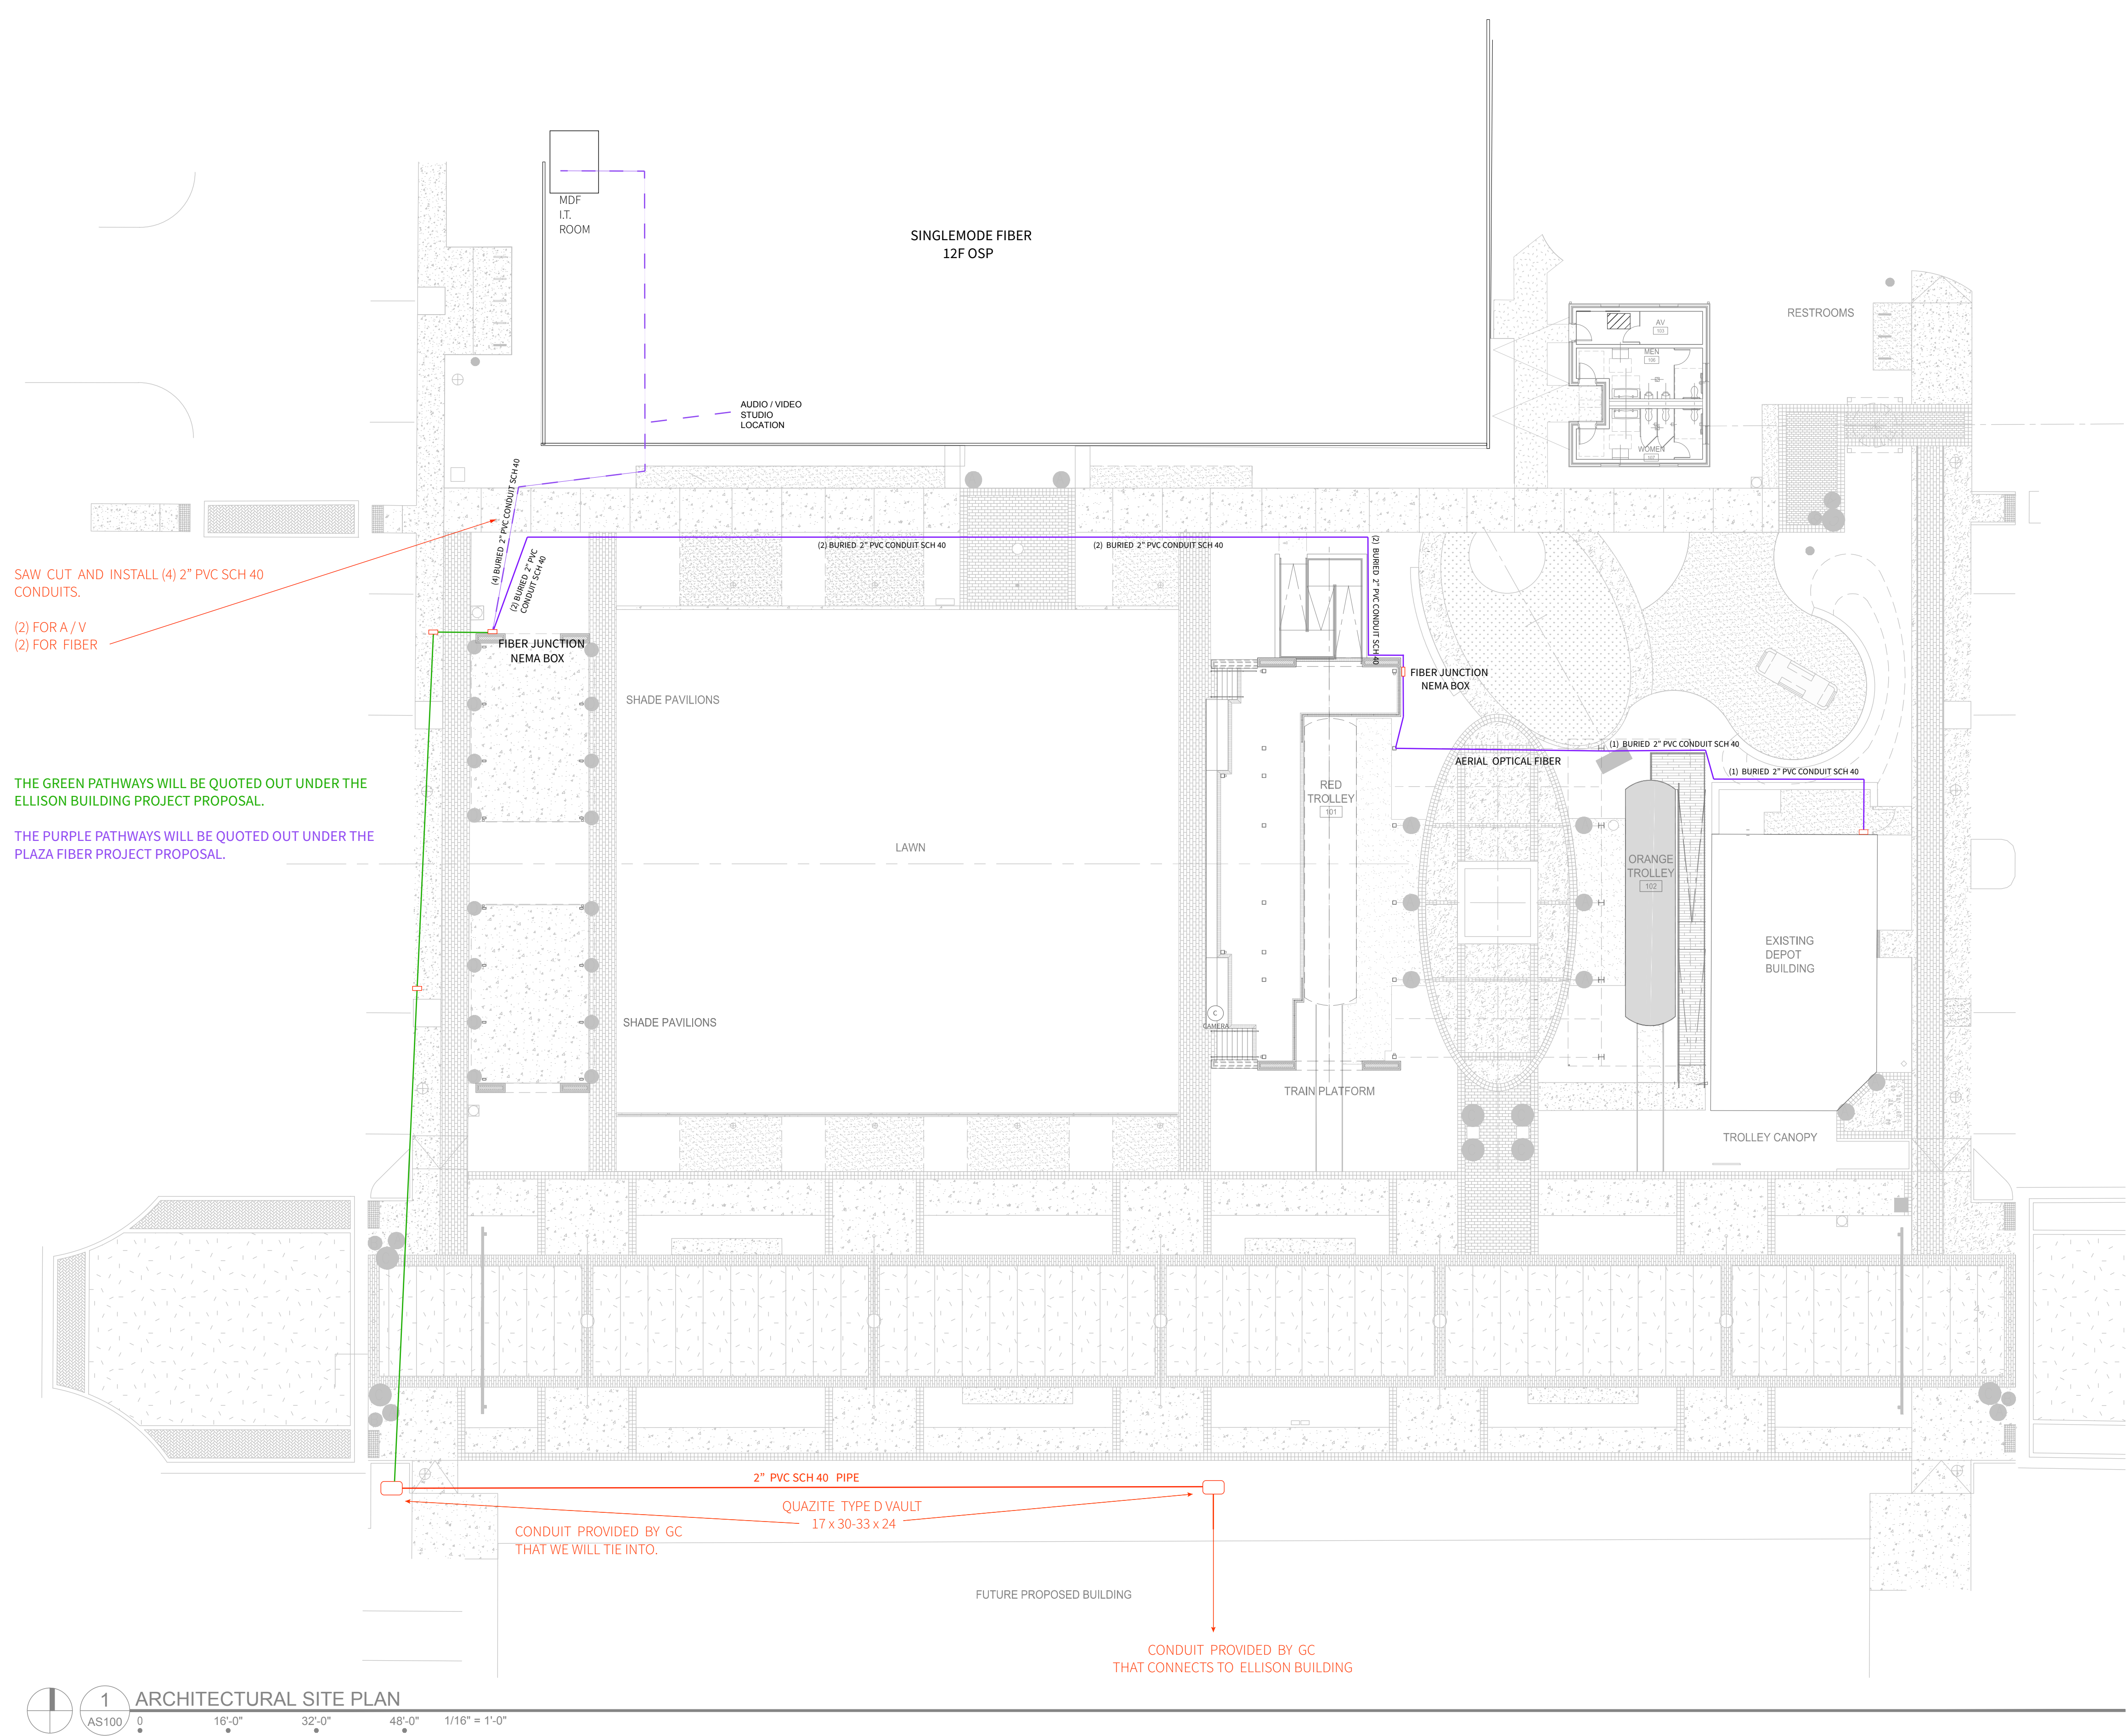 MDF
I.T.
ROOM
SINGLEMODE FIBER
12F OSP
RESTROOMS
AV
103
MEN
WOMEN
AUDIO / VIDEO
STUDIO
LOCATION
(4) BURIED 2" PVC CONDUIT SCH 40
(2) BURIED 2" PVC
CONDUIT SCH 40
(2) BURIED 2" PVC CONDUIT SCH 40
(2) BURIED 2" PVC CONDUIT SCH 40
(2) BURIED 2" PVC CONDUIT SCH 40
SAW CUT AND INSTALL (4) 2" PVC SCH 40
CONDUITS.
(2) FOR A / V
(2) FOR FIBER
FIBER JUNCTION
NEMA BOX
FIBER JUNCTION
NEMA BOX
SHADE PAVILIONS
(1) BURIED 2" PVC CONDUIT SCH 40
AERIAL OPTICAL FIBER
(1) BURIED 2" PVC CONDUIT SCH 40
THE GREEN PATHWAYS WILL BE QUOTED OUT UNDER THE
ELLISON BUILDING PROJECT PROPOSAL.
THE PURPLE PATHWAYS WILL BE QUOTED OUT UNDER THE
PLAZA FIBER PROJECT PROPOSAL.
RED
TROLLEY
101
LAWN
ORANGE
TROLLEY
102
EXISTING
DEPOT
BUILDING
SHADE PAVILIONS
C
CAMERA
TRAIN PLATFORM
TROLLEY CANOPY
2" PVC SCH 40 PIPE
QUAZITE TYPE D VAULT
17 x 30-33 x 24
CONDUIT PROVIDED BY GC
THAT WE WILL TIE INTO.
FUTURE PROPOSED BUILDING
CONDUIT PROVIDED BY GC
THAT CONNECTS TO ELLISON BUILDING
1
AS100
ARCHITECTURAL SITE PLAN
0 16'-0" 32'-0" 48'-0" 1/16" = 1'-0"